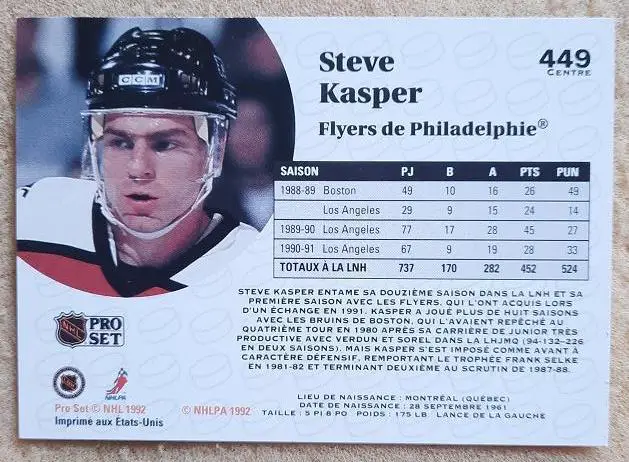 CCM
Steve
Kasper
449
CENTRE
Flyers de Philadelphie®
SAISON PJ B A PTS PUN
1988-89 Boston 49 10 16 26 49
Los Angeles 29 9 15 24 14
1989-90 Los Angeles 77 17 28 45 27
1990-91 Los Angeles 67 9 19 28 33
TOTAUX À LA LNH 737 170 282 452 524
STEVE KASPER ENTAME SA DOUZIÈME SAISON DANS LA LNH ET SA
PREMIÈRE SAISON AVEC LES FLYERS, QUI L'ONT ACQUIS LORS
D'UN ÉCHANGE EN 1991. KASPER A JOUÉ PLUS DE HUIT SAISONS
AVEC LES BRUINS DE BOSTON, QUI L'AVAIENT REPÊCHÉ AU
QUATRIÈME TOUR EN 1980 APRÈS SA CARRIÈRE DE JUNIOR TRÈS
PRODUCTIVE AVEC VERDUN ET SOREL DANS LA LHJMQ (94-132-226
EN DEUX SAISONS). MAIS KASPER S'EST IMPOSÉ COMME AVANT À
CARACTÈRE DÉFENSIF, REMPORTANT LE TROPHÉE FRANK SELKE
EN 1981-82 ET TERMINANT DEUXIÈME AU SCRUTIN DE 1987-88.
NHL PRO
SET
NHLPA
LIEU DE NAISSANCE : MONTRÉAL (QUÉBEC)
DATE DE NAISSANCE : 28 SEPTEMBRE 1961
TAILLE : 5 PI 8 PO POIDS : 175 LB LANCE DE LA GAUCHE
Pro Set © NHL 1992 © NHLPA 1992
Imprimé aux États-Unis